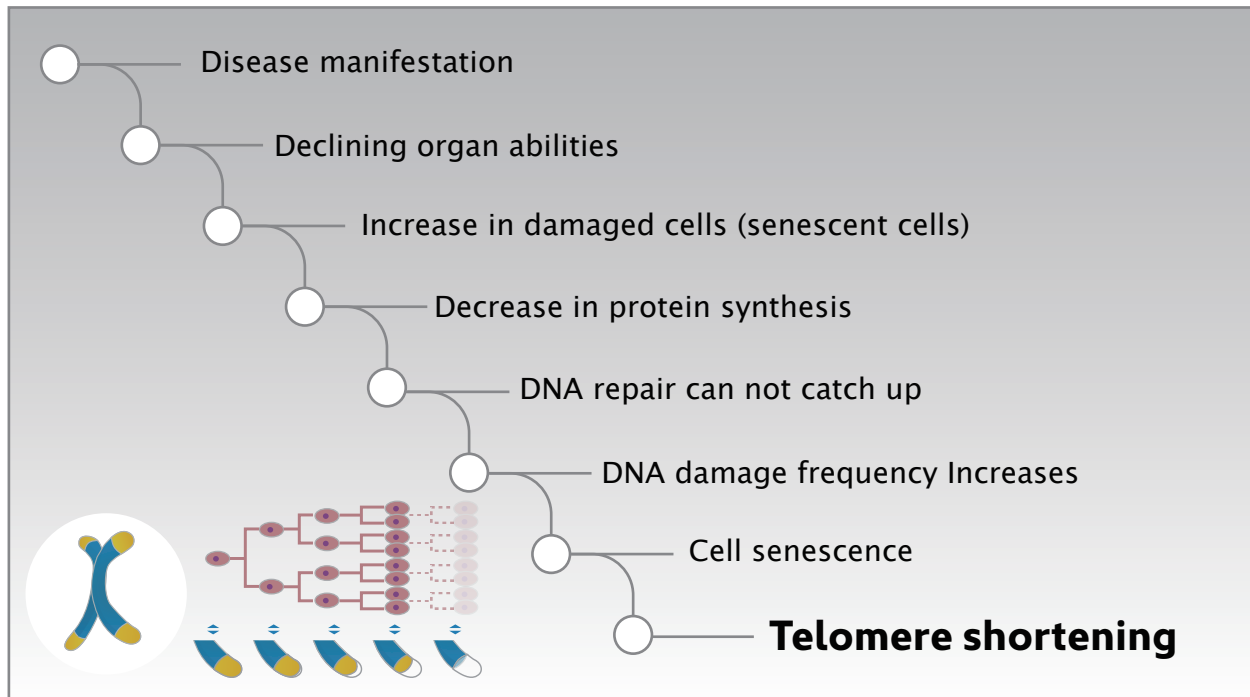 Disease manifestation
Declining organ abilities
Increase in damaged cells (senescent cells)
Decrease in protein synthesis
DNA repair can not catch up
DNA damage frequency Increases
Cell senescence
Telomere shortening